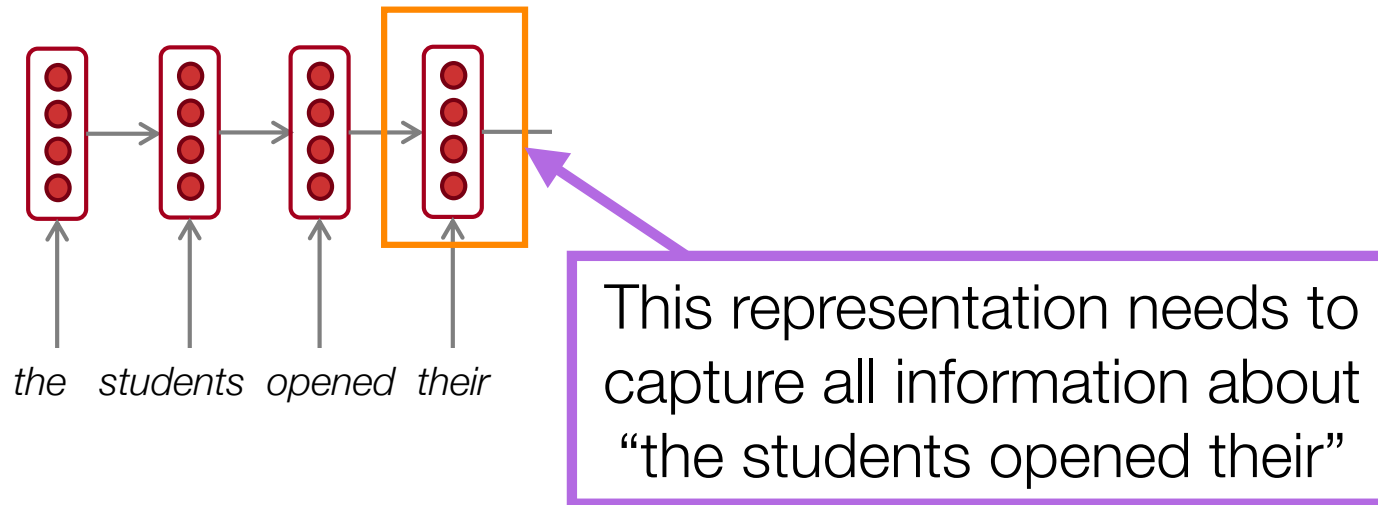 the students opened their
This representation needs to
capture all information about
“the students opened their”